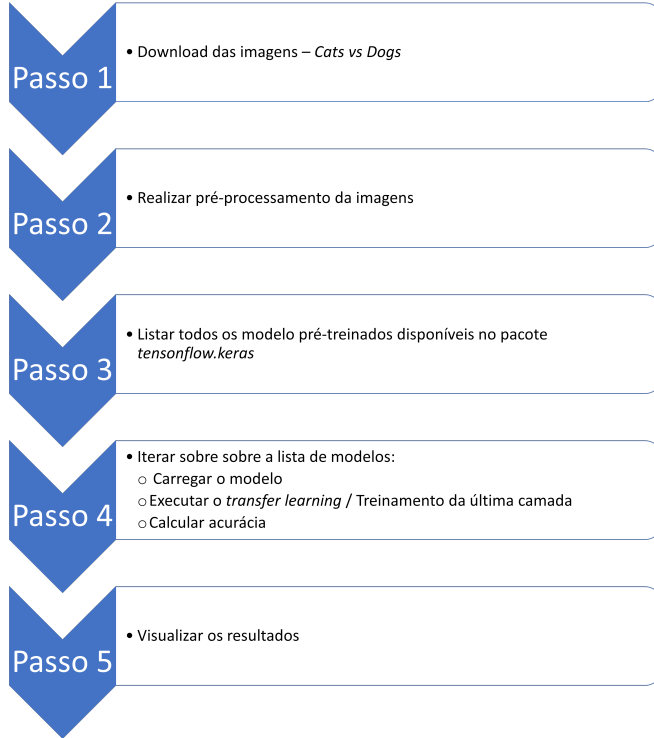 Passo 1
• Download das imagens – Cats vs Dogs
Passo 2
• Realizar pré-processamento da imagens
Passo 3
• Listar todos os modelo pré-treinados disponíveis no pacote
tensonflow.keras
Passo 4
• Iterar sobre sobre a lista de modelos:
○ Carregar o modelo
○ Executar o transfer learning / Treinamento da última camada
○ Calcular acurácia
Passo 5
• Visualizar os resultados